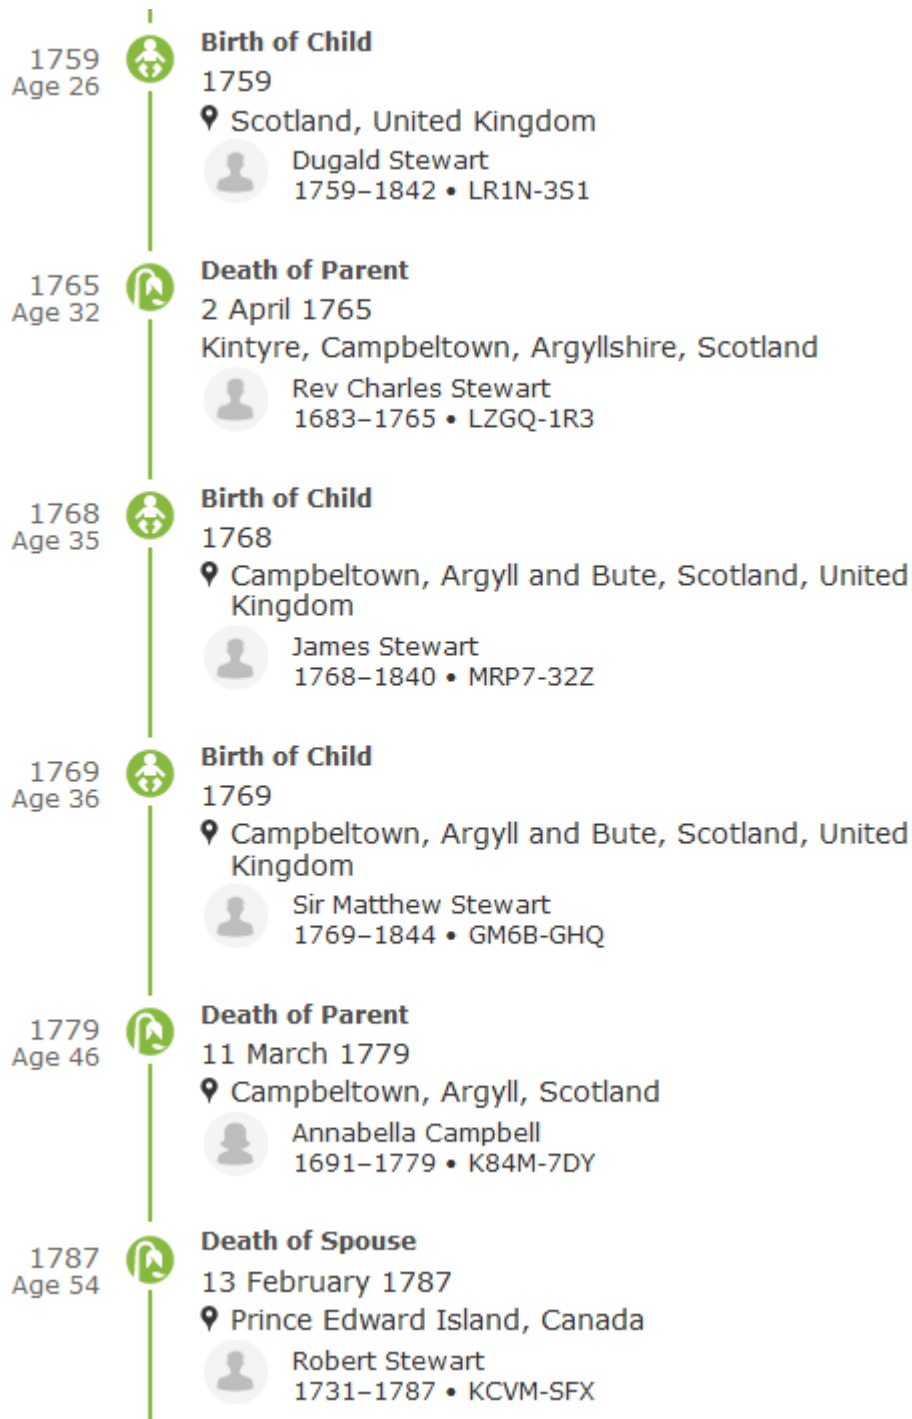 1759
Age 26
Birth of Child
1759
Scotland, United Kingdom
Dugald Stewart
1759–1842 • LR1N-3S1
1765
Age 32
Death of Parent
2 April 1765
Kintyre, Campbeltown, Argyllshire, Scotland
Rev Charles Stewart
1683–1765 • LZGQ-1R3
1768
Age 35
Birth of Child
1768
Campbeltown, Argyll and Bute, Scotland, United
Kingdom
James Stewart
1768–1840 • MRP7-32Z
1769
Age 36
Birth of Child
1769
Campbeltown, Argyll and Bute, Scotland, United
Kingdom
Sir Matthew Stewart
1769–1844 • GM6B-GHQ
1779
Age 46
Death of Parent
11 March 1779
Campbeltown, Argyll, Scotland
Annabella Campbell
1691–1779 • K84M-7DY
1787
Age 54
Death of Spouse
13 February 1787
Prince Edward Island, Canada
Robert Stewart
1731–1787 • KCVM-SFX